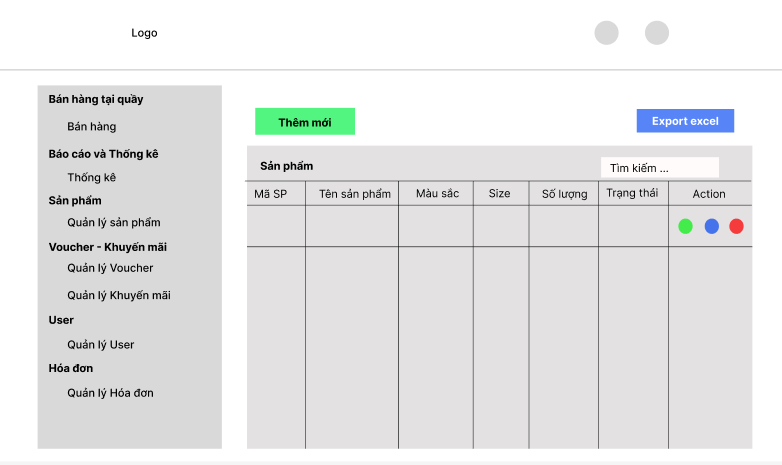 Logo
Bán hàng tại quầy
Bán hàng
Báo cáo và Thống kê
Thống kê
Sản phẩm
Quản lý sản phẩm
Voucher - Khuyến mãi
Quản lý Voucher
Quản lý Khuyến mãi
User
Quản lý User
Hóa đơn
Quản lý Hóa đơn
Thêm mới
Export excel
Sản phẩm
Tìm kiếm ...
Mã SP Tên sản phẩm Màu sắc Size Số lượng Trạng thái Action